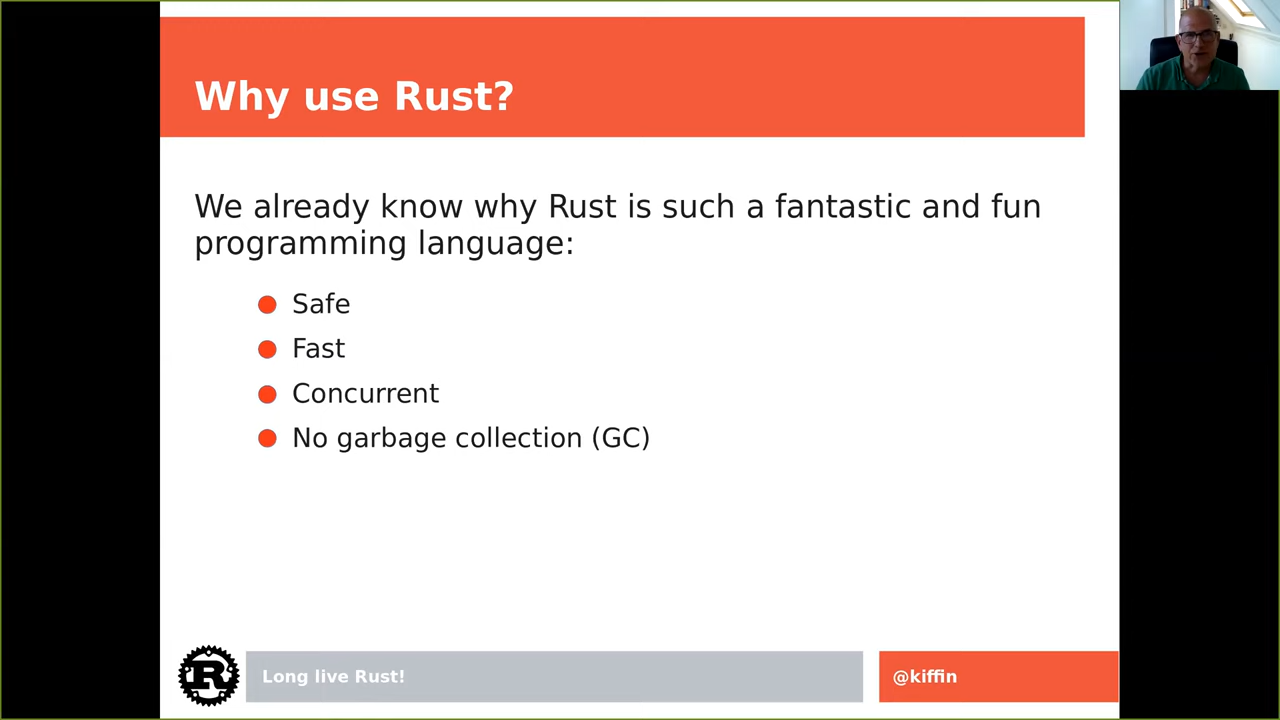 Why use Rust?
We already know why Rust is such a fantastic and fun
programming language:
Safe
Fast
Concurrent
No garbage collection (GC)
R
Long live Rust!
@kiffin